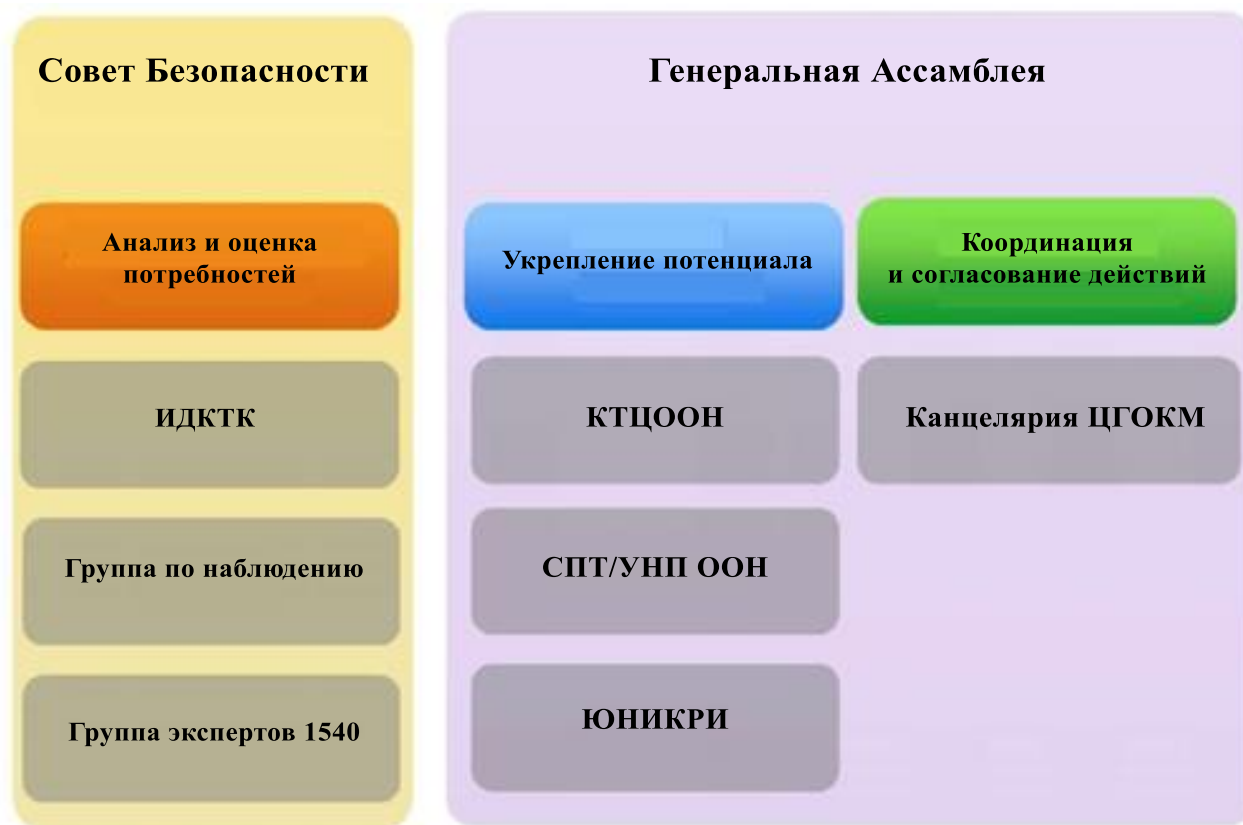 Совет Безопасности
Генеральная Ассамблея
Анализ и оценка
потребностей
Укрепление потенциала
Координация
и согласование действий
ИДКТК
КТЦООН
Канцелярия ЦГОКМ
Группа по наблюдению
СПТ/УНП ООН
Группа экспертов 1540
ЮНИКРИ